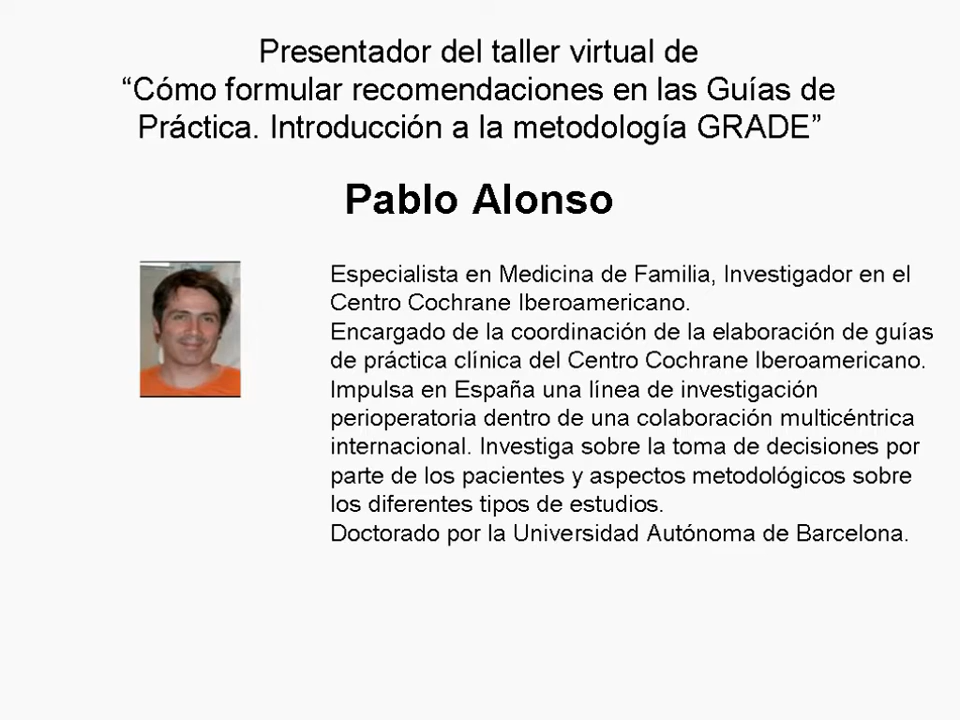 Presentador del taller virtual de
“Cómo formular recomendaciones en las Guías de
Práctica. Introducción a la metodología GRADE”
Pablo Alonso
Especialista en Medicina de Familia, Investigador en el
Centro Cochrane Iberoamericano.
Encargado de la coordinación de la elaboración de guías
de práctica clínica del Centro Cochrane Iberoamericano.
Impulsa en España una línea de investigación
perioperatoria dentro de una colaboración multicéntrica
internacional. Investiga sobre la toma de decisiones por
parte de los pacientes y aspectos metodológicos sobre
los diferentes tipos de estudios.
Doctorado por la Universidad Autónoma de Barcelona.